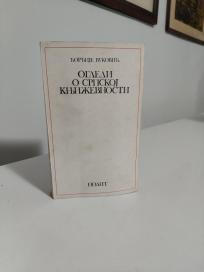 ЂОРЂИЈЕ ВУКОВИЋ
ОГЛЕДИ
О СРПСКОЈ
КЊИЖЕВНОСТИ
НОЛИТ